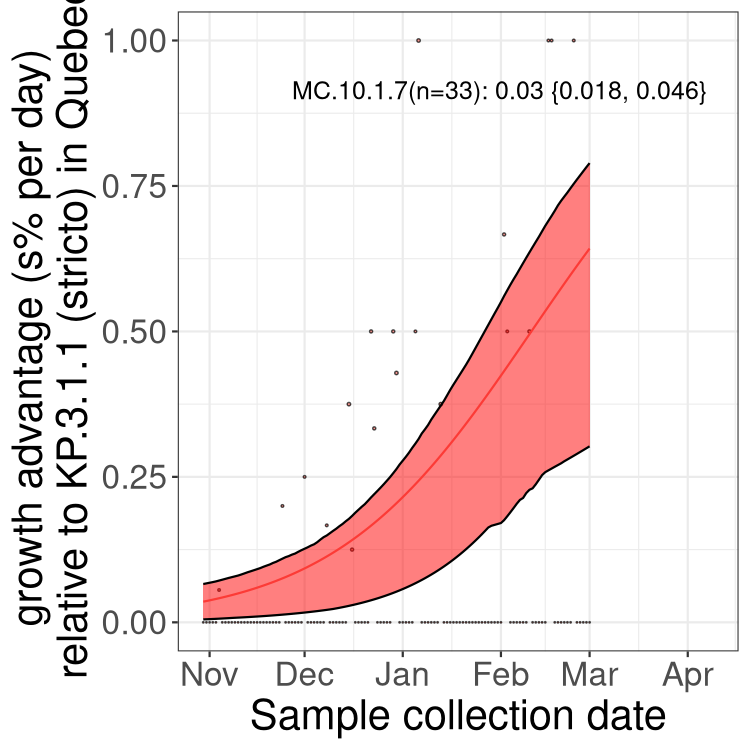 growth advantage (s% per day)
relative to KP.3.1.1 (stricto) in Quebec
1.00
0.75
0.50
0.25
0.00
MC.10.1.7(n=33): 0.03 {0.018, 0.046}
Nov Dec Jan Feb Mar Apr
Sample collection date